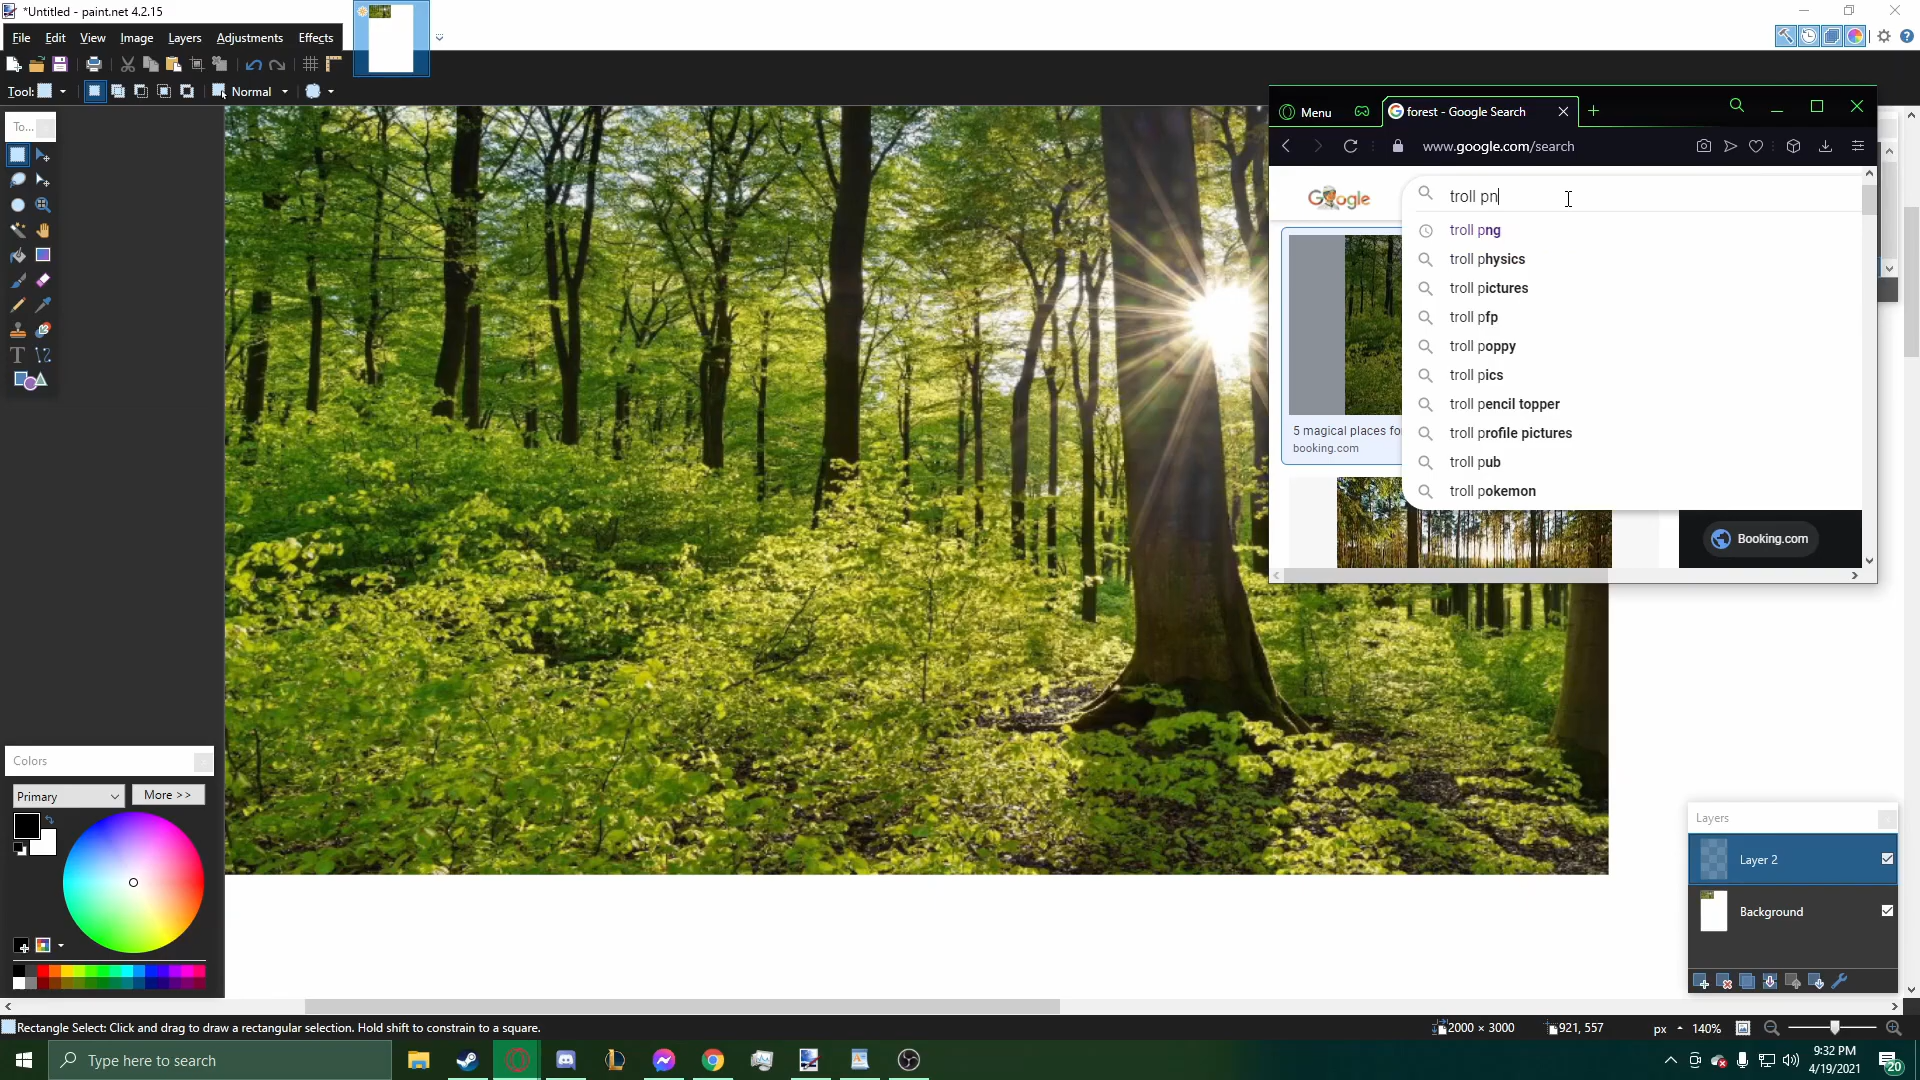 *Untitled - paint.net 4.2.15
File Edit View Image Layers Adjustments Effects
Tool: Normal
To...
Menu forest - Google Search
www.google.com/search
Google troll pn
troll png
troll physics
troll pictures
troll pfp
troll poppy
troll pics
troll pencil topper
troll profile pictures
troll pub
troll pokemon
5 magical places fo
booking.com
Booking.com
Colors
Primary More >>
Layers
Layer 2
Background
Rectangle Select: Click and drag to draw a rectangular selection. Hold shift to constrain to a square.
2000 × 3000 921, 557 px 140%
Type here to search
9:32 PM
4/19/2021
20